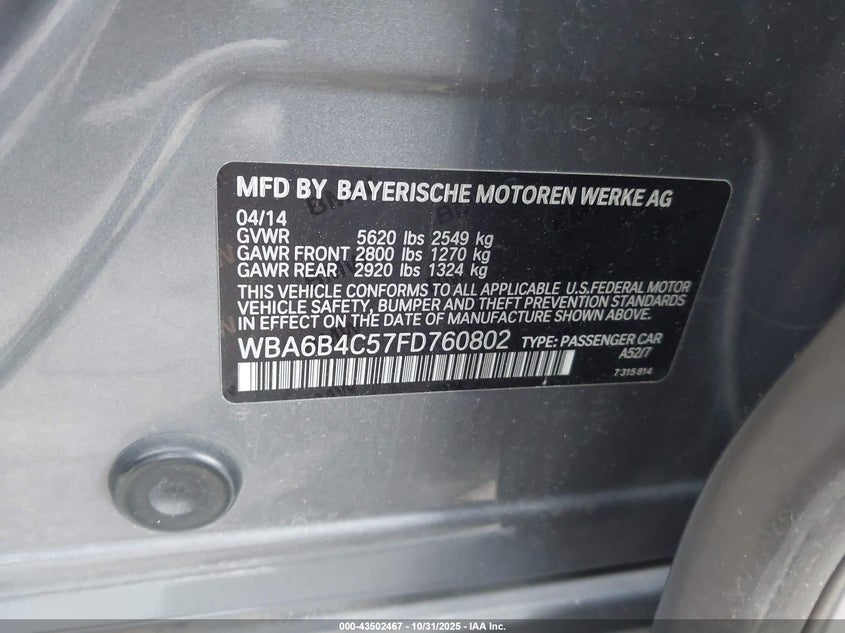 MFD BY BAYERISCHE MOTOREN WERKE AG
04/14
GVWR 5620 lbs 2549 kg
GAWR FRONT 2800 lbs 1270 kg
GAWR REAR 2920 lbs 1324 kg
THIS VEHICLE CONFORMS TO ALL APPLICABLE U.S.FEDERAL MOTOR
VEHICLE SAFETY, BUMPER AND THEFT PREVENTION STANDARDS
IN EFFECT ON THE DATE OF MANUFACTURE SHOWN ABOVE.
WBA6B4C57FD760802 TYPE: PASSENGER CAR
A52/7
7 315 814
000-43502467 - 10/31/2025 - IAA Inc.